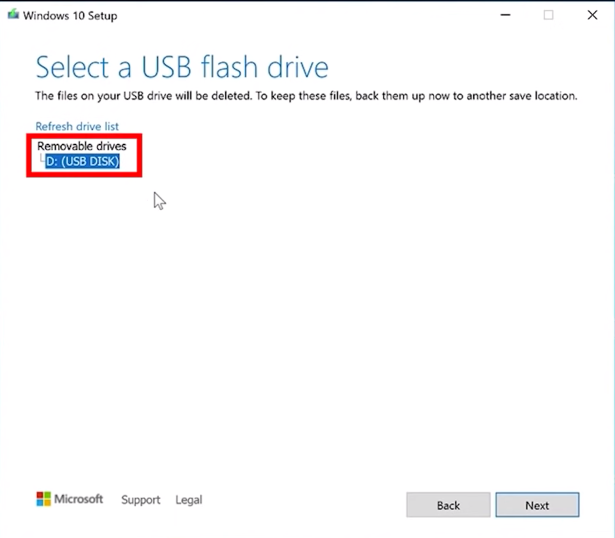 Windows 10 Setup
Select a USB flash drive
The files on your USB drive will be deleted. To keep these files, back them up now to another save location.
Refresh drive list
Removable drives
D: (USB DISK)
Microsoft Support Legal
Back Next